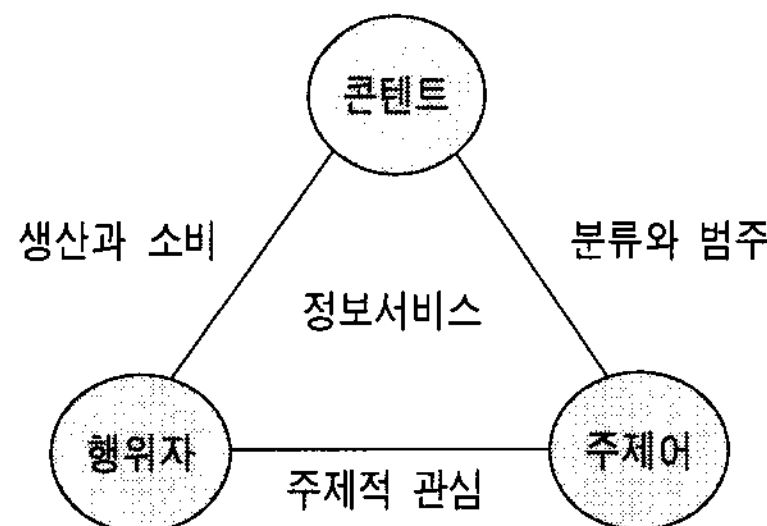 콘텐트
생산과 소비
분류와 범주
정보서비스
행위자
주제어
주제적 관심